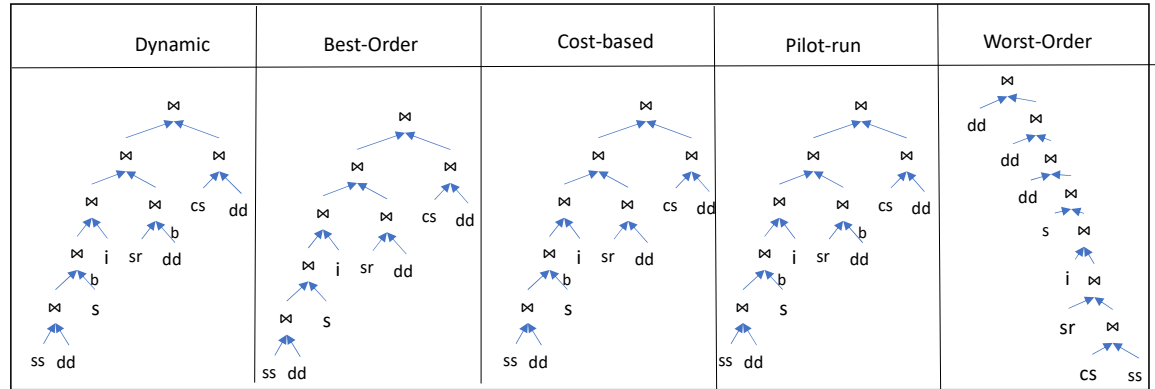 Dynamic
Best-Order
Cost-based
Pilot-run
Worst-Order
⋈
⋈ ⋈
⋈ ⋈ b cs dd
⋈ b i sr dd
⋈ s
ss dd
⋈
⋈ ⋈
⋈ ⋈ cs dd
⋈ i sr dd
⋈ s
ss dd
⋈
⋈ ⋈
⋈ ⋈ cs dd
⋈ b i sr dd
⋈ s
ss dd
⋈
⋈ ⋈
⋈ ⋈ b cs dd
⋈ b i sr dd
⋈ s
ss dd
⋈
dd ⋈
dd ⋈
dd ⋈
s ⋈
i ⋈
sr ⋈
cs ss